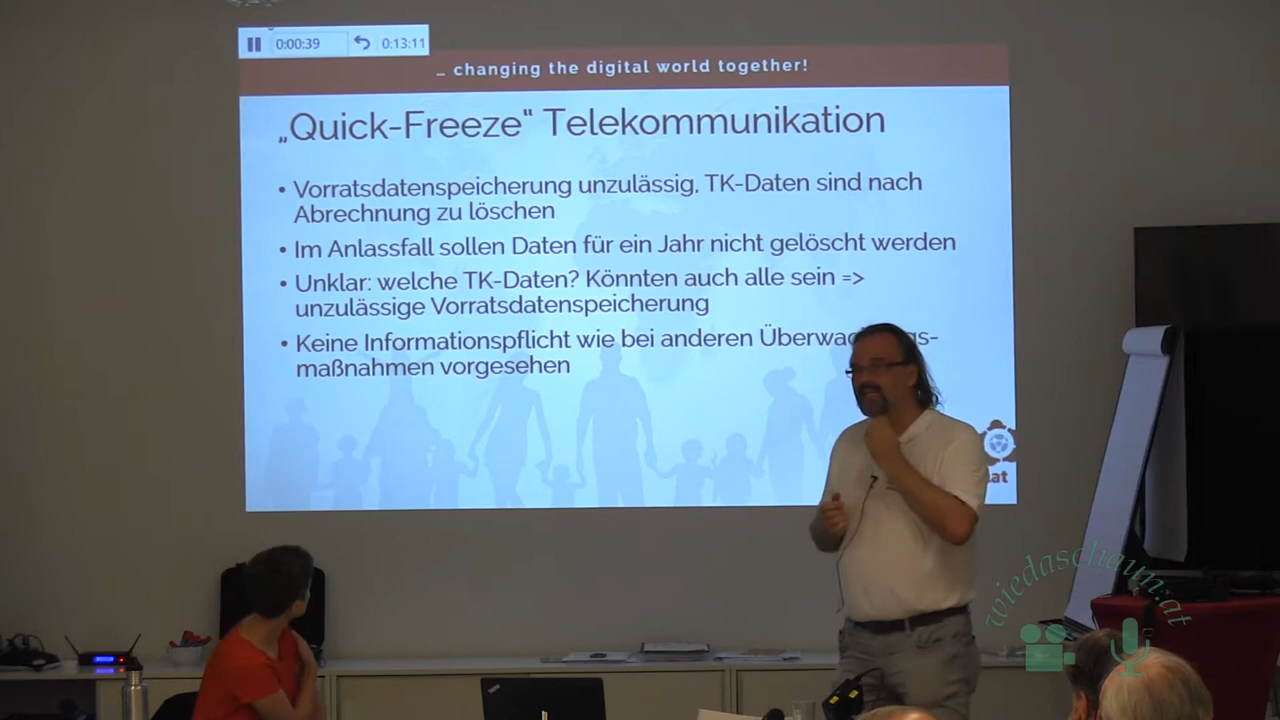 0:00:39 0:13:11
… changing the digital world together!
„Quick-Freeze“ Telekommunikation
• Vorratsdatenspeicherung unzulässig, TK-Daten sind nach
Abrechnung zu löschen
• Im Anlassfall sollen Daten für ein Jahr nicht gelöscht werden
• Unklar: welche TK-Daten? Könnten auch alle sein =>
unzulässige Vorratsdatenspeicherung
• Keine Informationspflicht wie bei anderen
maßnahmen vorgesehen
wiedaschaun.at